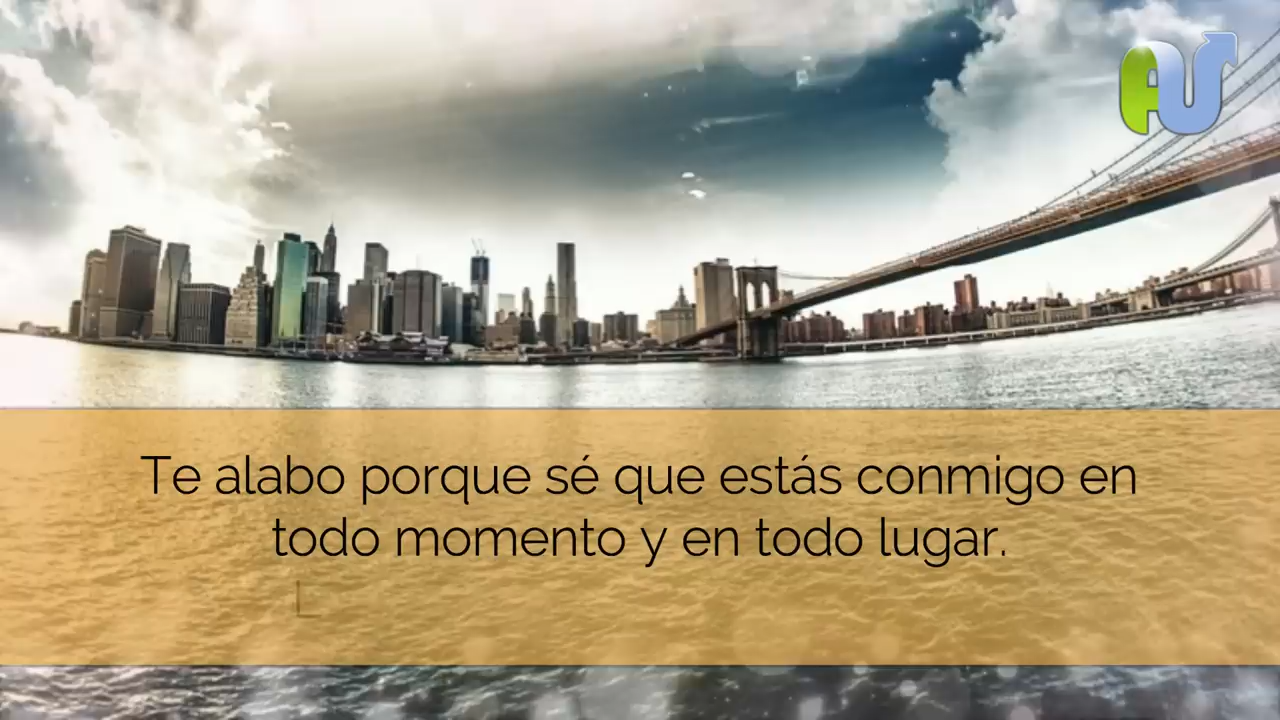 Te alabo porque sé que estás conmigo en
todo momento y en todo lugar.